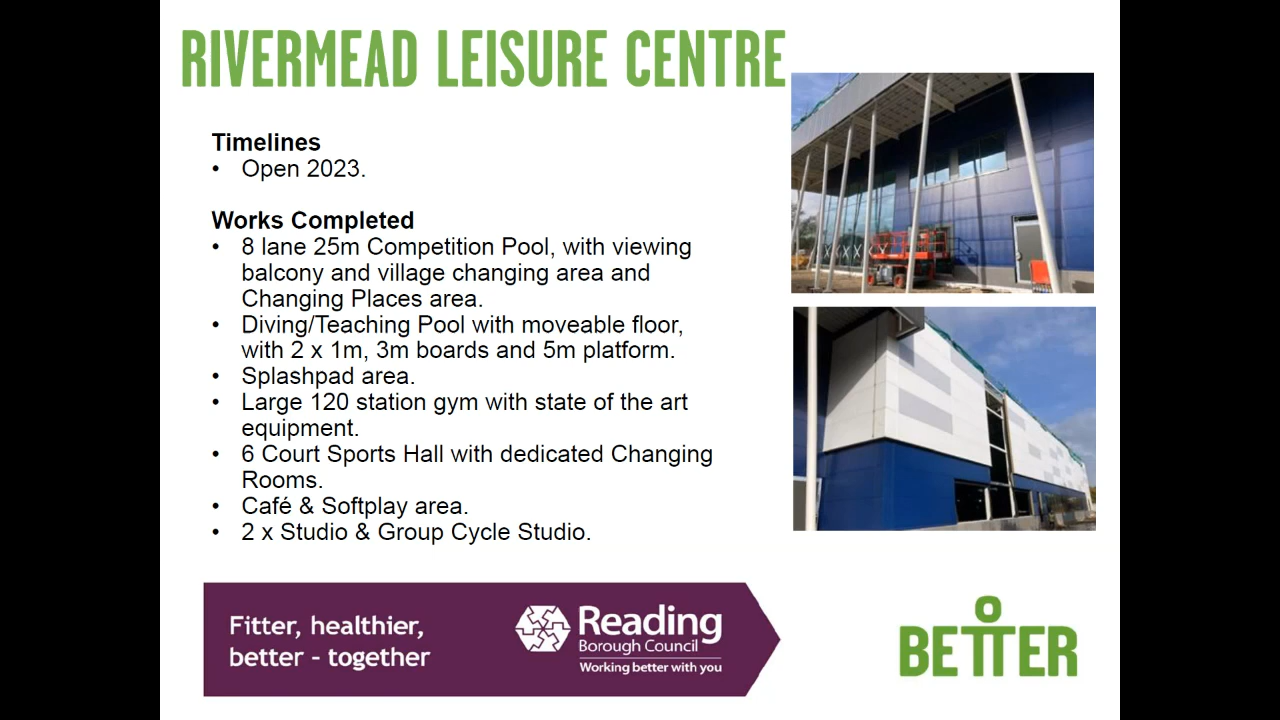 RIVERMEAD LEISURE CENTRE
Timelines
• Open 2023.
Works Completed
• 8 lane 25m Competition Pool, with viewing
balcony and village changing area and
Changing Places area.
• Diving/Teaching Pool with moveable floor,
with 2 x 1m, 3m boards and 5m platform.
• Splashpad area.
• Large 120 station gym with state of the art
equipment.
• 6 Court Sports Hall with dedicated Changing
Rooms.
• Café & Softplay area.
• 2 x Studio & Group Cycle Studio.
Fitter, healthier,
better - together
Reading
Borough Council
Working better with you
BETTER